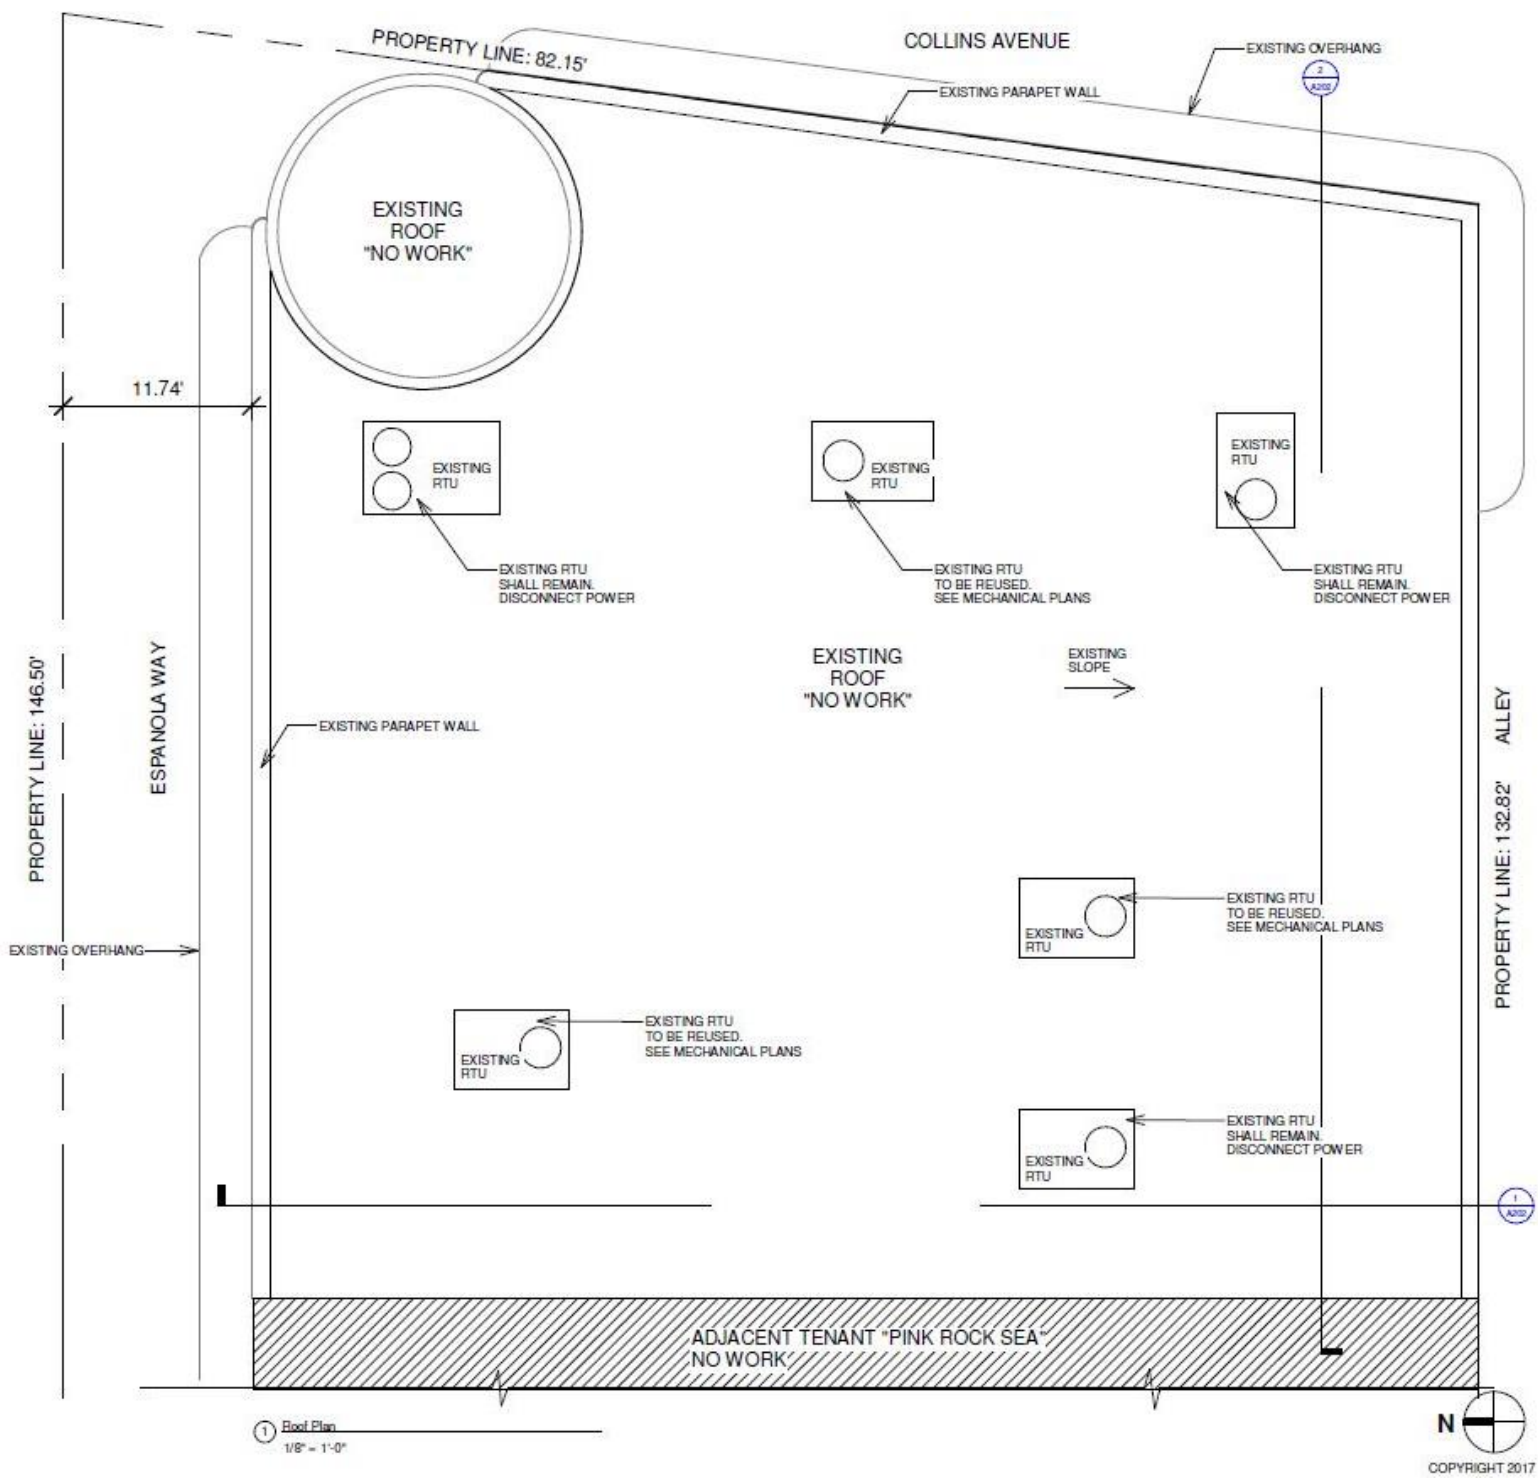 PROPERTY LINE: 82.15'
COLLINS AVENUE
EXISTING OVERHANG
2
A202
EXISTING PARAPET WALL
EXISTING
ROOF
"NO WORK"
11.74'
EXISTING
RTU
EXISTING RTU
SHALL REMAIN.
DISCONNECT POWER
EXISTING
RTU
EXISTING RTU
TO BE REUSED.
SEE MECHANICAL PLANS
EXISTING
RTU
EXISTING RTU
SHALL REMAIN.
DISCONNECT POWER
PROPERTY LINE: 146.50'
ESPANOLA WAY
EXISTING
ROOF
"NO WORK"
EXISTING
SLOPE
EXISTING PARAPET WALL
ALLEY
PROPERTY LINE: 132.82'
EXISTING OVERHANG
EXISTING
RTU
EXISTING RTU
TO BE REUSED.
SEE MECHANICAL PLANS
EXISTING
RTU
EXISTING RTU
TO BE REUSED.
SEE MECHANICAL PLANS
EXISTING
RTU
EXISTING RTU
SHALL REMAIN.
DISCONNECT POWER
1
A202
ADJACENT TENANT "PINK ROCK SEA"
NO WORK
1 Roof Plan
1/8" = 1'-0"
N
COPYRIGHT 2017